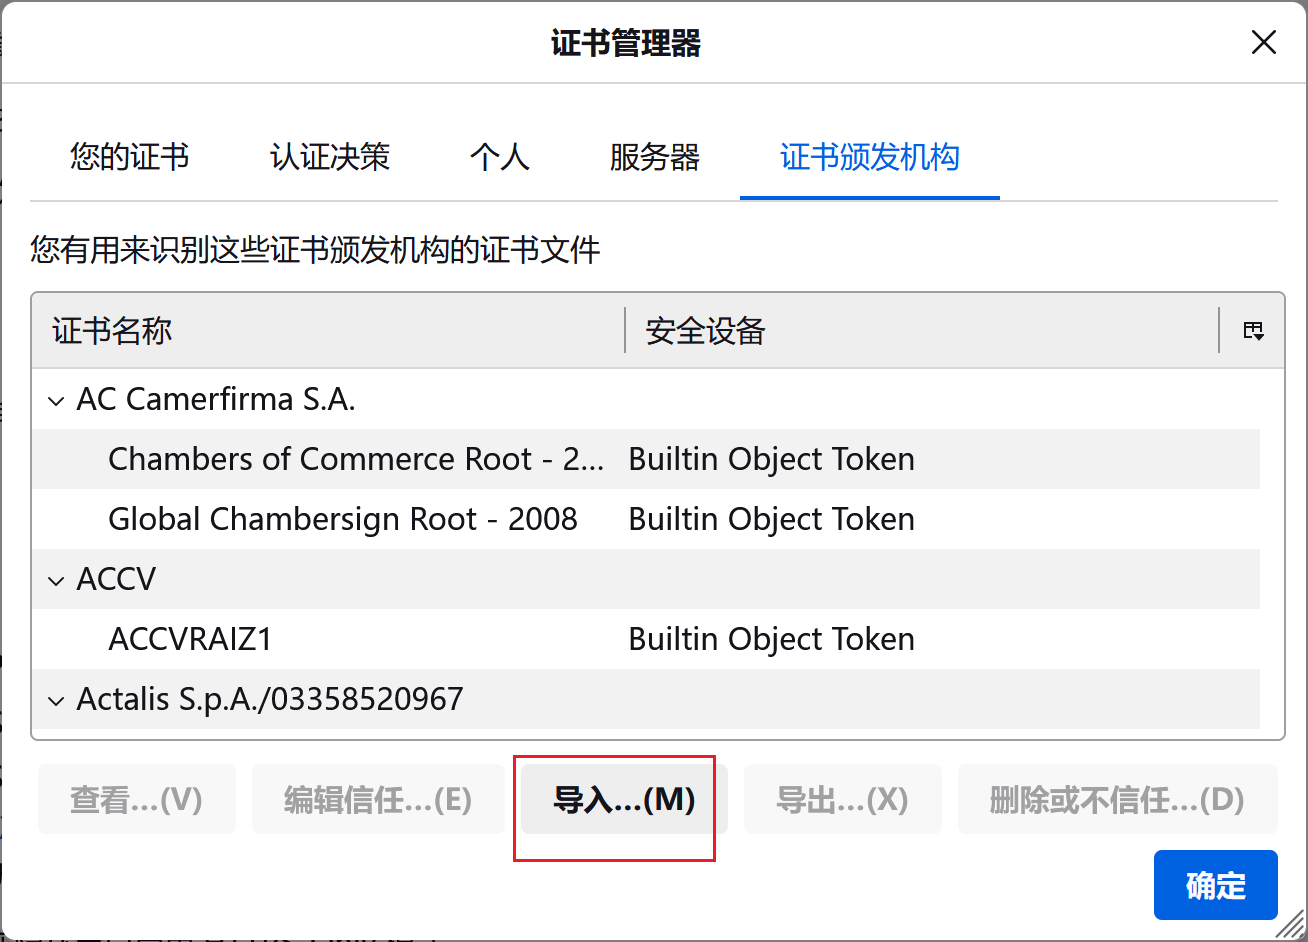 证书管理器
您的证书 认证决策 个人 服务器 证书颁发机构
您有用来识别这些证书颁发机构的证书文件
证书名称 安全设备
AC Camerfirma S.A.
Chambers of Commerce Root - 2... Builtin Object Token
Global Chambersign Root - 2008 Builtin Object Token
ACCV
ACCVRAIZ1 Builtin Object Token
Actalis S.p.A./03358520967
查看...(V) 编辑信任...(E) 导入...(M) 导出...(X) 删除或不信任...(D)
确定